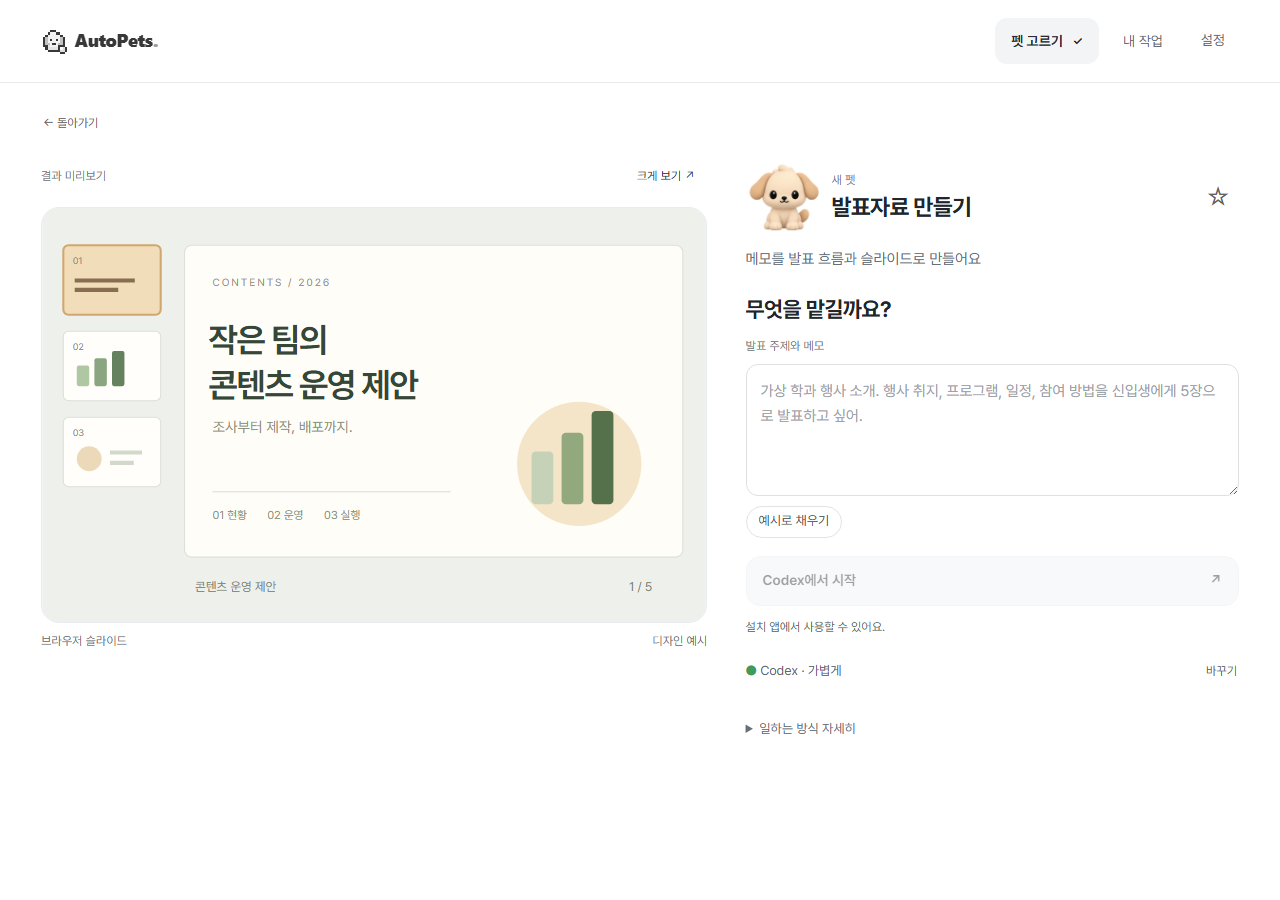 AutoPets.
펫 고르기 ✓
내 작업
설정
← 돌아가기
결과 미리보기
크게 보기 ↗
01
02
03
CONTENTS / 2026
작은 팀의
콘텐츠 운영 제안
조사부터 제작, 배포까지.
01 현황 02 운영 03 실행
콘텐츠 운영 제안
1 / 5
브라우저 슬라이드
디자인 예시
새 펫
발표자료 만들기
메모를 발표 흐름과 슬라이드로 만들어요
무엇을 맡길까요?
발표 주제와 메모
가상 학과 행사 소개. 행사 취지, 프로그램, 일정, 참여 방법을 신입생에게 5장으
로 발표하고 싶어.
예시로 채우기
Codex에서 시작 ↗
설치 앱에서 사용할 수 있어요.
Codex · 가볍게
바꾸기
▶ 일하는 방식 자세히